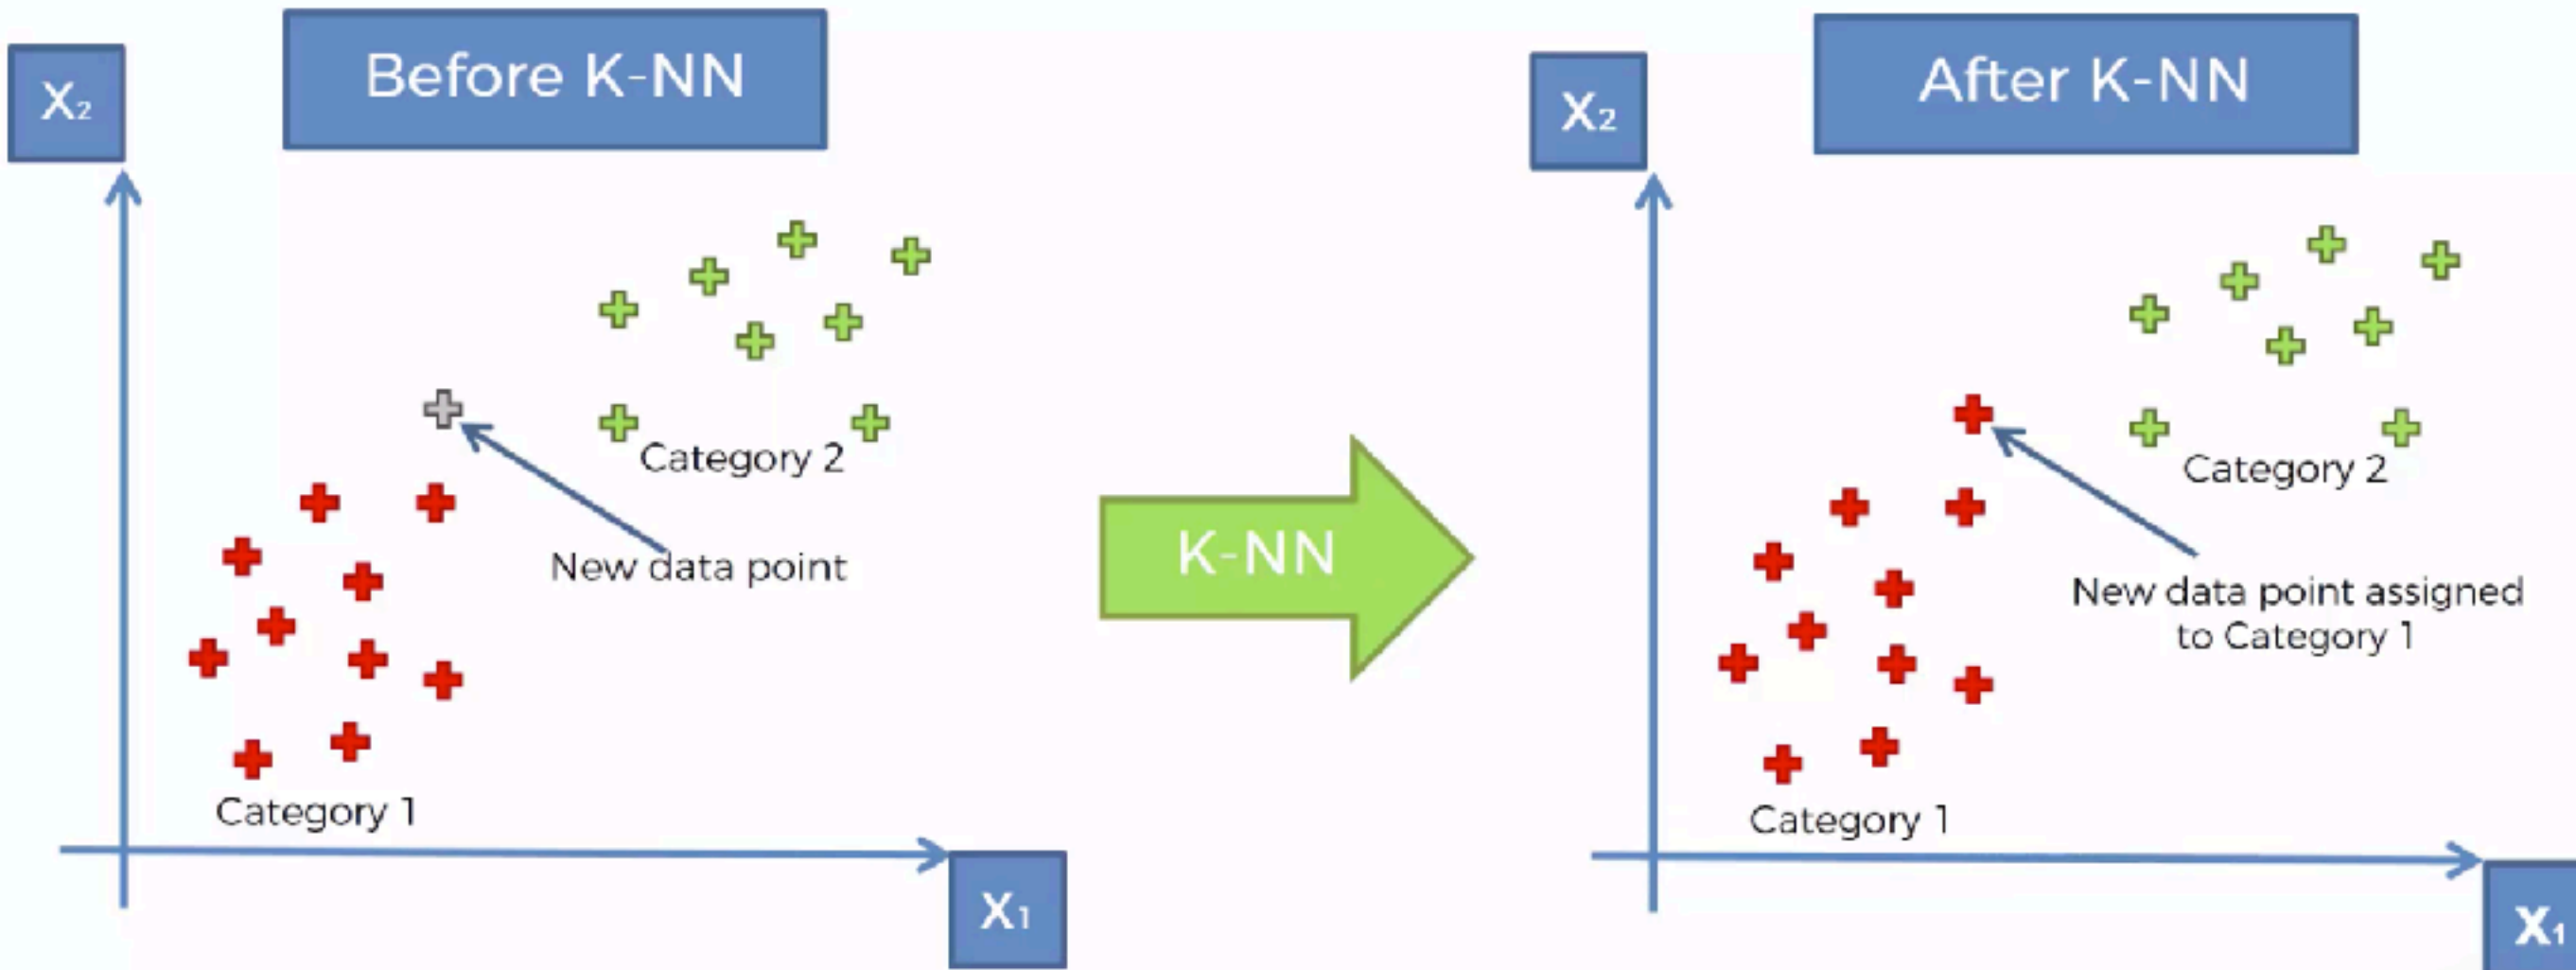 X₂
Before K-NN
Category 2
New data point
Category 1
X₁
K-NN
X₂
After K-NN
Category 2
New data point assigned
to Category 1
Category 1
X₁